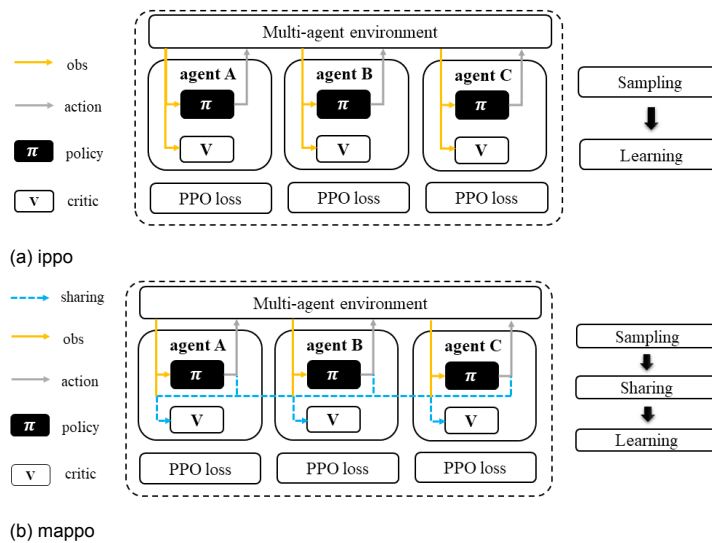 Multi-agent environment
obs
action
π policy
V critic
agent A agent B agent C
π π π
V V V
PPO loss PPO loss PPO loss
Sampling
Learning
(a) ippo
sharing
obs
action
π policy
V critic
Multi-agent environment
agent A agent B agent C
π π π
V V V
PPO loss PPO loss PPO loss
Sampling
Sharing
Learning
(b) mappo